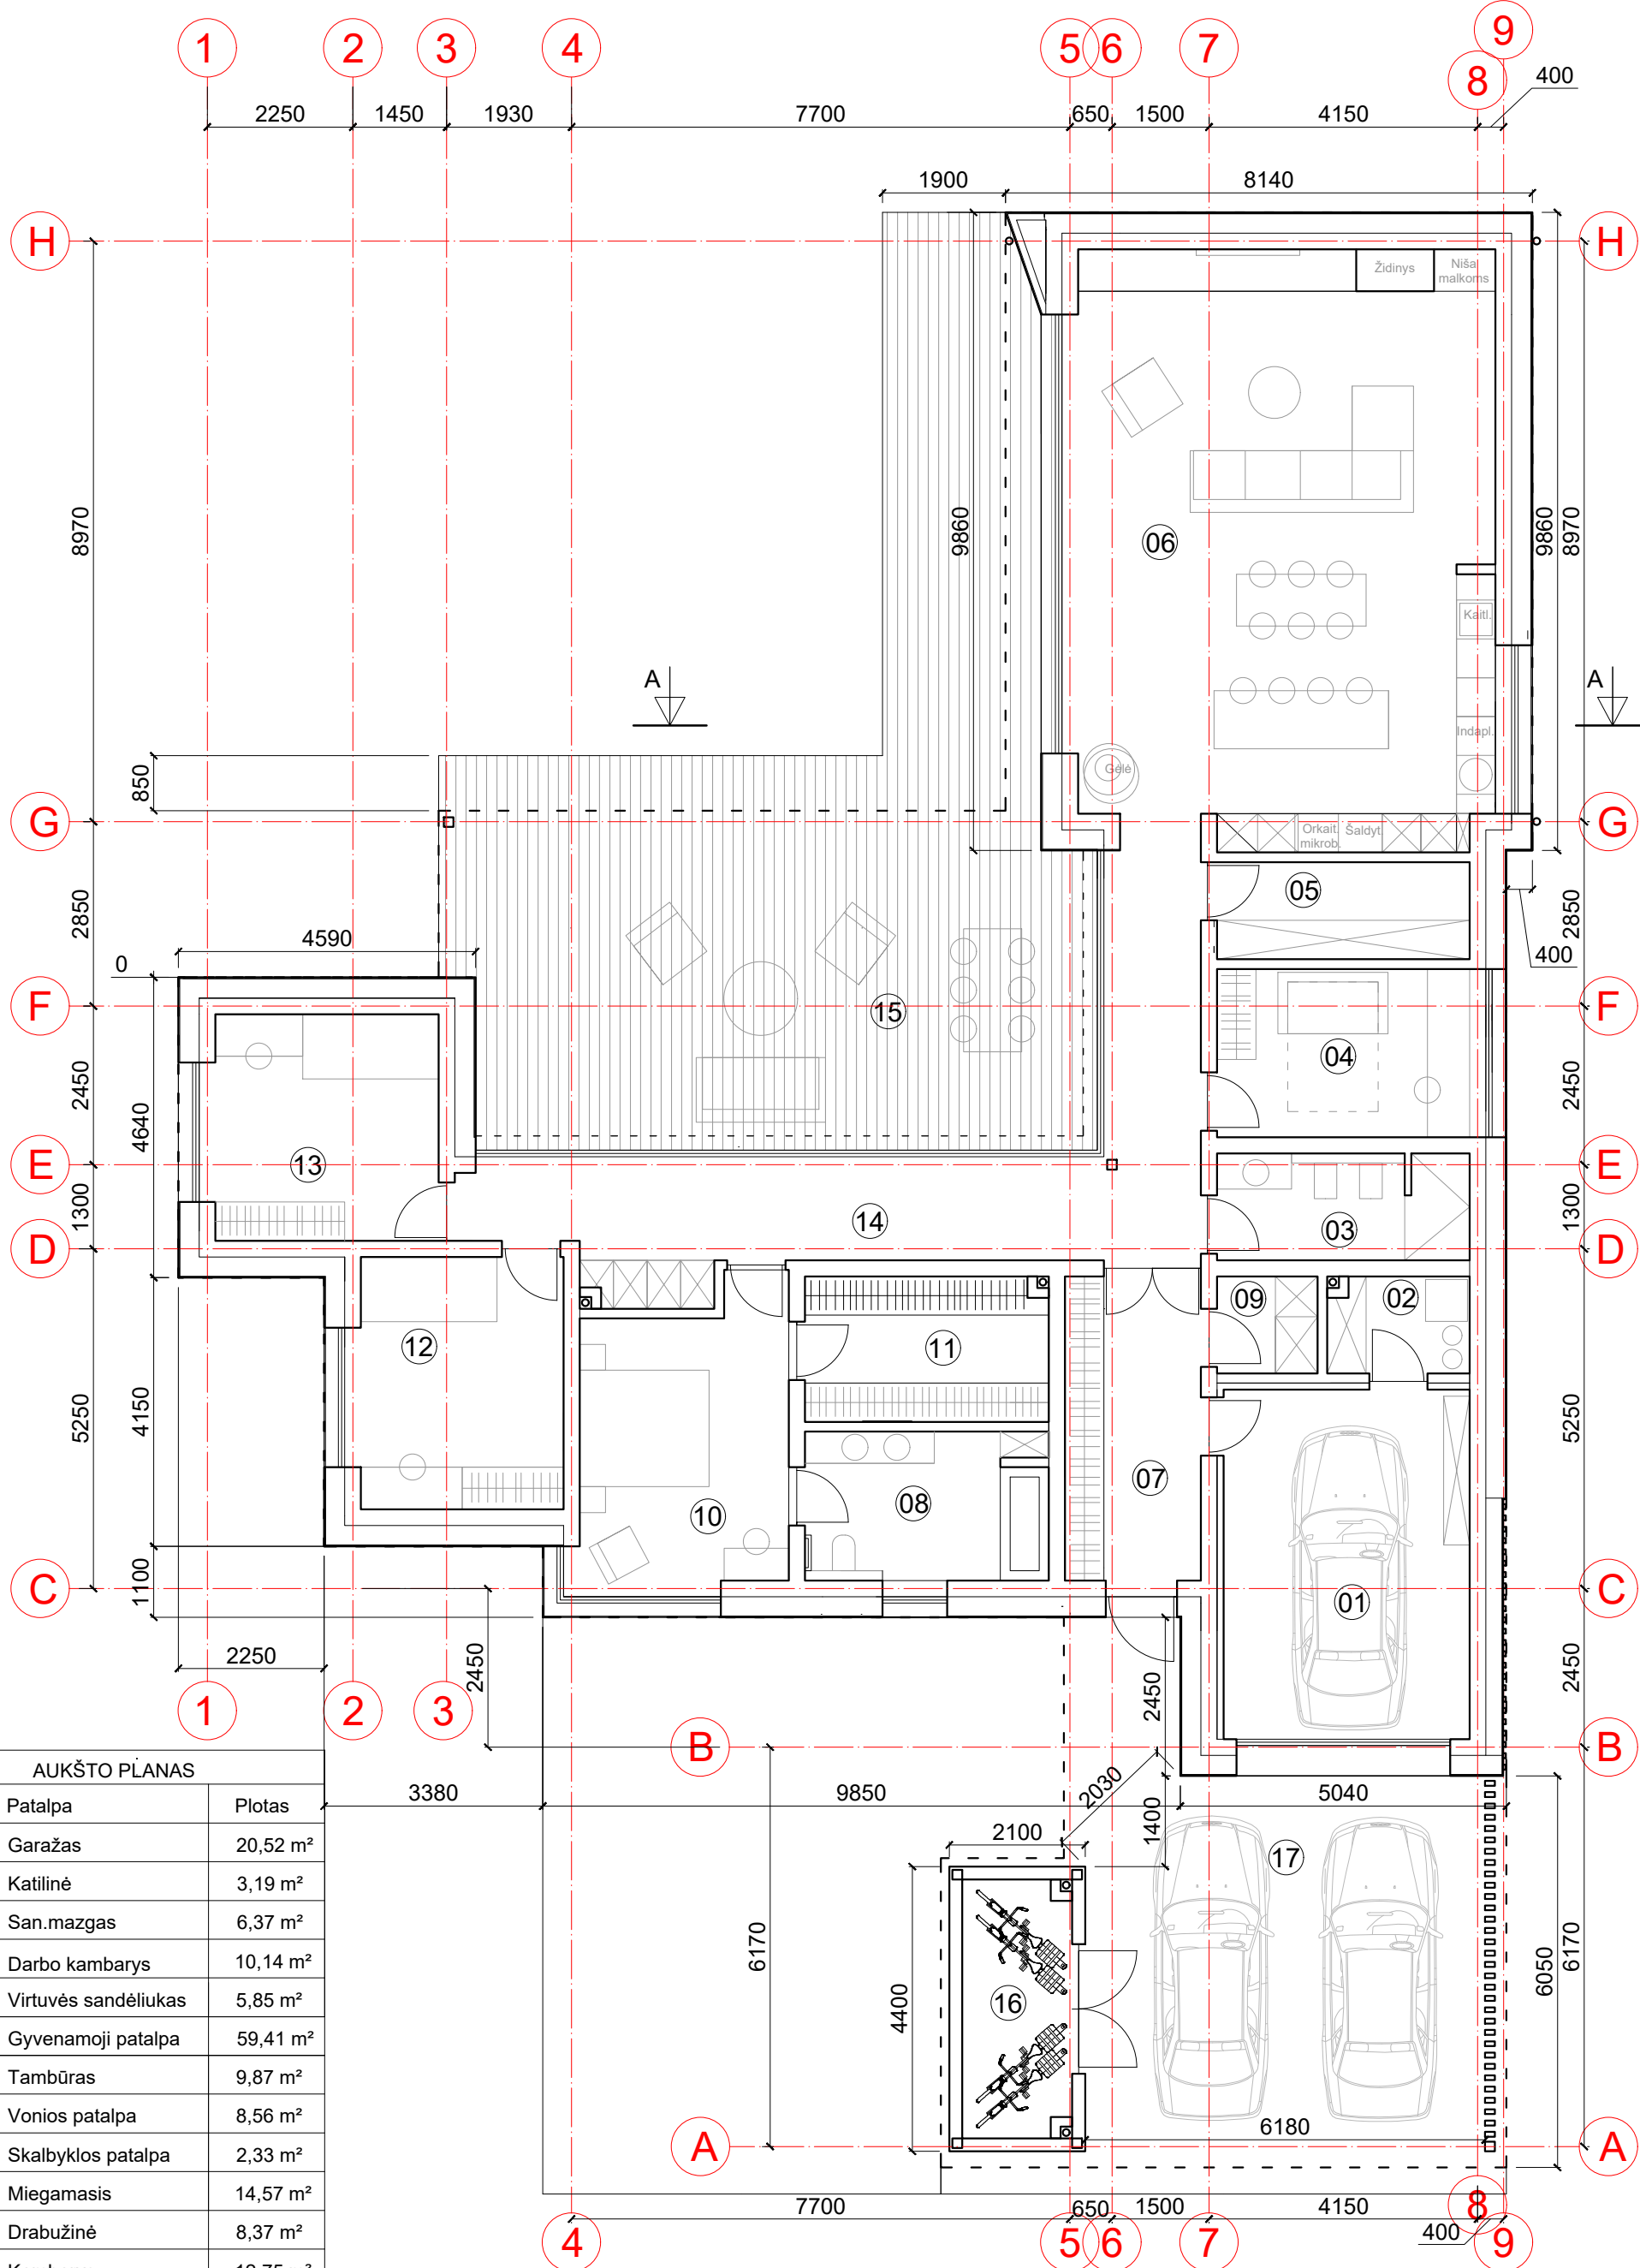 1 2 3 4 5 6 7 8 9
2250 1450 1930 7700 650 1500 4150 400
1900 8140
H H
Židinys
Niša
malkoms
8970 9860 9860 8970
06
Kaitl.
A A
Indapl.
Gėlė
850
G G
Orkait.
mikrob.
Šaldyt.
05
2850 4590 2850
0 400
F 15 F
04
2450 4640 2450
E 13 E
03
1300 14 1300
D D
09 02
12 11
5250 4150 5250
07
10 08
1100
C 01 C
2250 2450 2450 2450
1 2 3
B B
AUKŠTO PLANAS
3380 9850 2030 1400 5040
Patalpa Plotas
2100
17
Garažas 20,52 m²
Katilinė 3,19 m²
San.mazgas 6,37 m²
Darbo kambarys 10,14 m²
6170 4400 6050 6170
Virtuvės sandėliukas 5,85 m²
16
Gyvenamoji patalpa 59,41 m²
Tambūras 9,87 m²
Vonios patalpa 8,56 m²
6180
A A
Skalbyklos patalpa 2,33 m²
Miegamasis 14,57 m²
7700 650 1500 4150 400
Drabužinė 8,37 m²
4 5 6 7 8 9